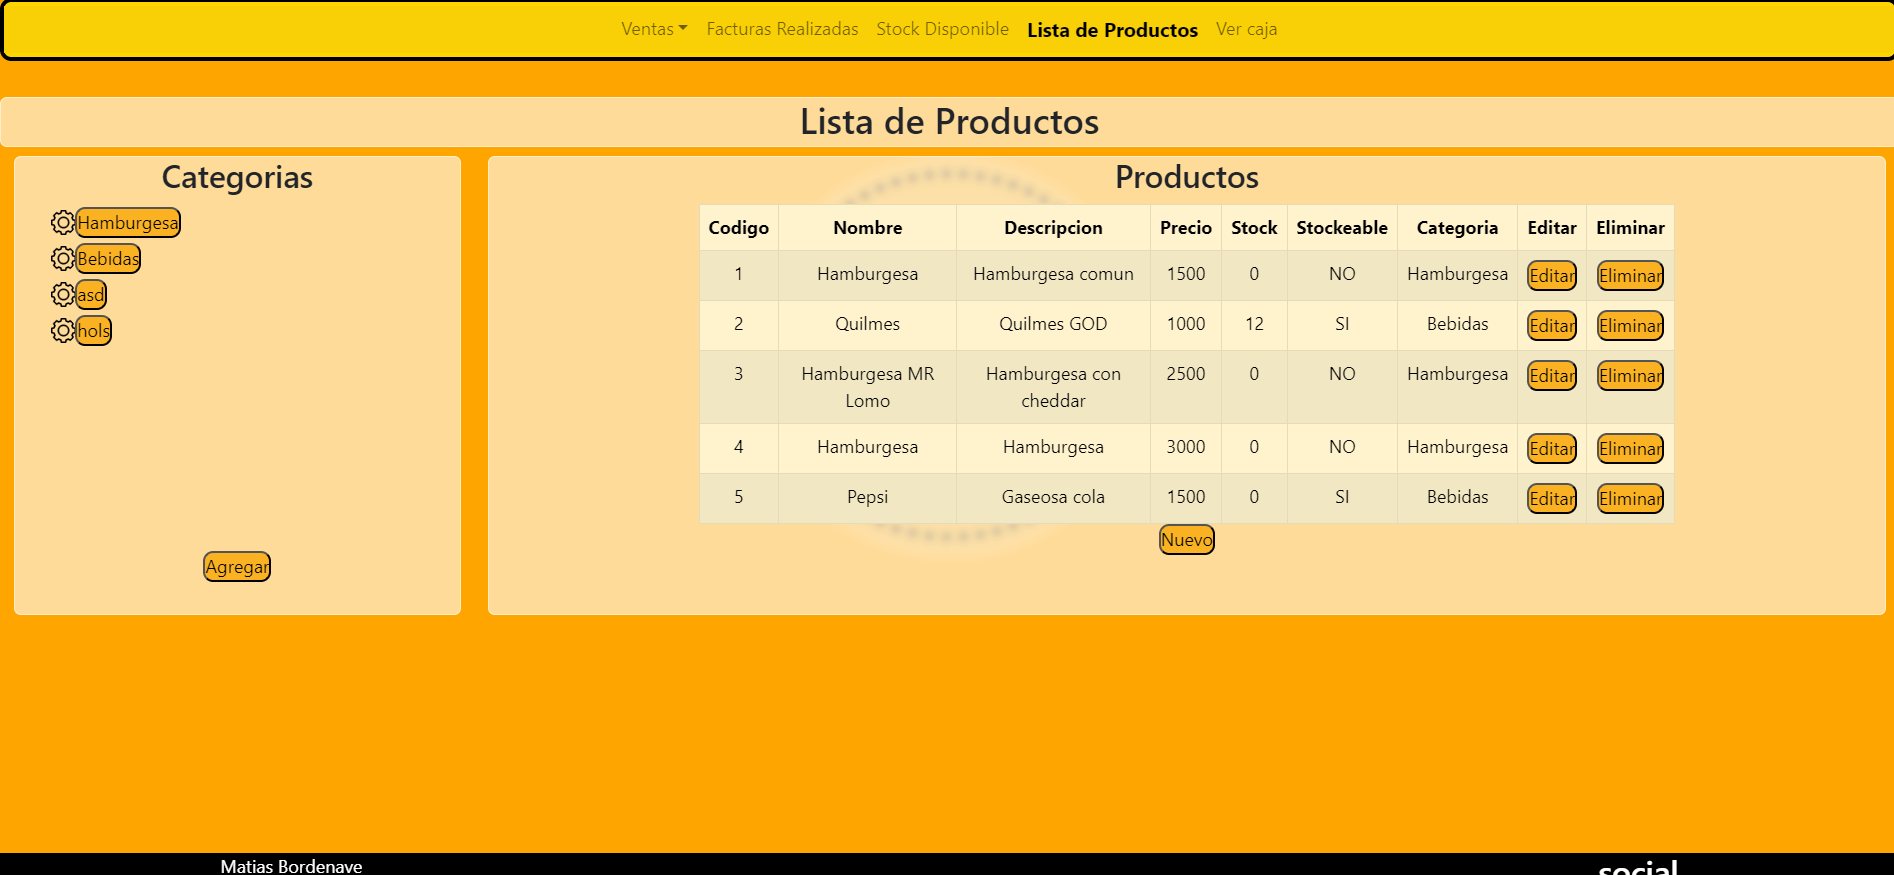 Ventas Facturas Realizadas Stock Disponible Lista de Productos Ver caja
Lista de Productos
Categorias
Hamburgesa
Bebidas
asd
hols
Agregar
Productos
Codigo Nombre Descripcion Precio Stock Stockeable Categoria Editar Eliminar
1 Hamburgesa Hamburgesa comun 1500 0 NO Hamburgesa Editar Eliminar
2 Quilmes Quilmes GOD 1000 12 SI Bebidas Editar Eliminar
3 Hamburgesa MR Hamburgesa con 2500 0 NO Hamburgesa Editar Eliminar
Lomo cheddar
4 Hamburgesa Hamburgesa 3000 0 NO Hamburgesa Editar Eliminar
5 Pepsi Gaseosa cola 1500 0 SI Bebidas Editar Eliminar
Nuevo
Matias Bordenave social